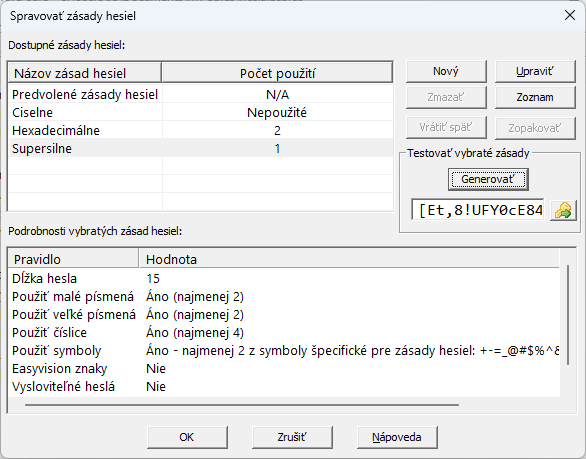 Spravovať zásady hesiel
Dostupné zásady hesiel:
Názov zásad hesiel Počet použití
Predvolené zásady hesiel N/A
Ciselne Nepoužité
Hexadecimálne 2
Supersilne 1
Nový Upraviť
Zmazať Zoznam
Vrátiť späť Zopakovať
Testovať vybraté zásady
Generovať
[Et,8!UFY0cE84
Podrobnosti vybratých zásad hesiel:
Pravidlo Hodnota
Dĺžka hesla 15
Použiť malé písmená Áno (najmenej 2)
Použiť veľké písmená Áno (najmenej 2)
Použiť číslice Áno (najmenej 4)
Použiť symboly Áno - najmenej 2 z symboly špecifické pre zásady hesiel: +-=_@#$%^&
Easyvision znaky Nie
Vysloviteľné heslá Nie
OK Zrušiť Nápoveda